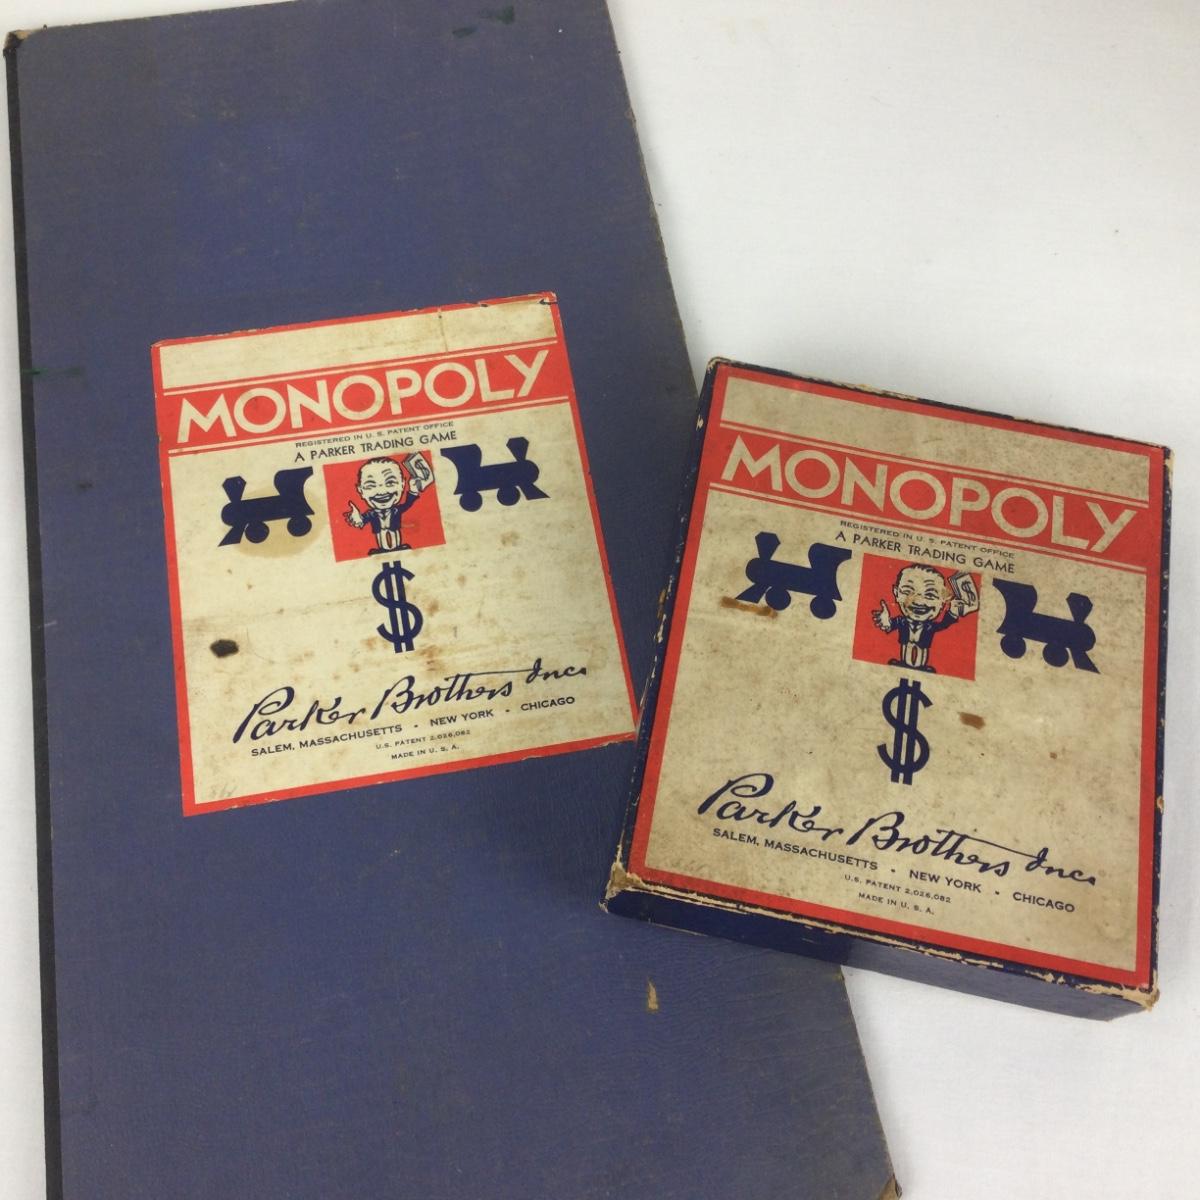 MONOPOLY
REGISTERED IN U. S. PATENT OFFICE
A PARKER TRADING GAME
$
$
Parker Brothers Inc.
SALEM, MASSACHUSETTS • NEW YORK • CHICAGO
U.S. PATENT 2,026,082
MADE IN U. S. A.
MONOPOLY
REGISTERED IN U. S. PATENT OFFICE
A PARKER TRADING GAME
$
$
Parker Brothers Inc.
SALEM, MASSACHUSETTS • NEW YORK • CHICAGO
U.S. PATENT 2,026,082
MADE IN U. S. A.